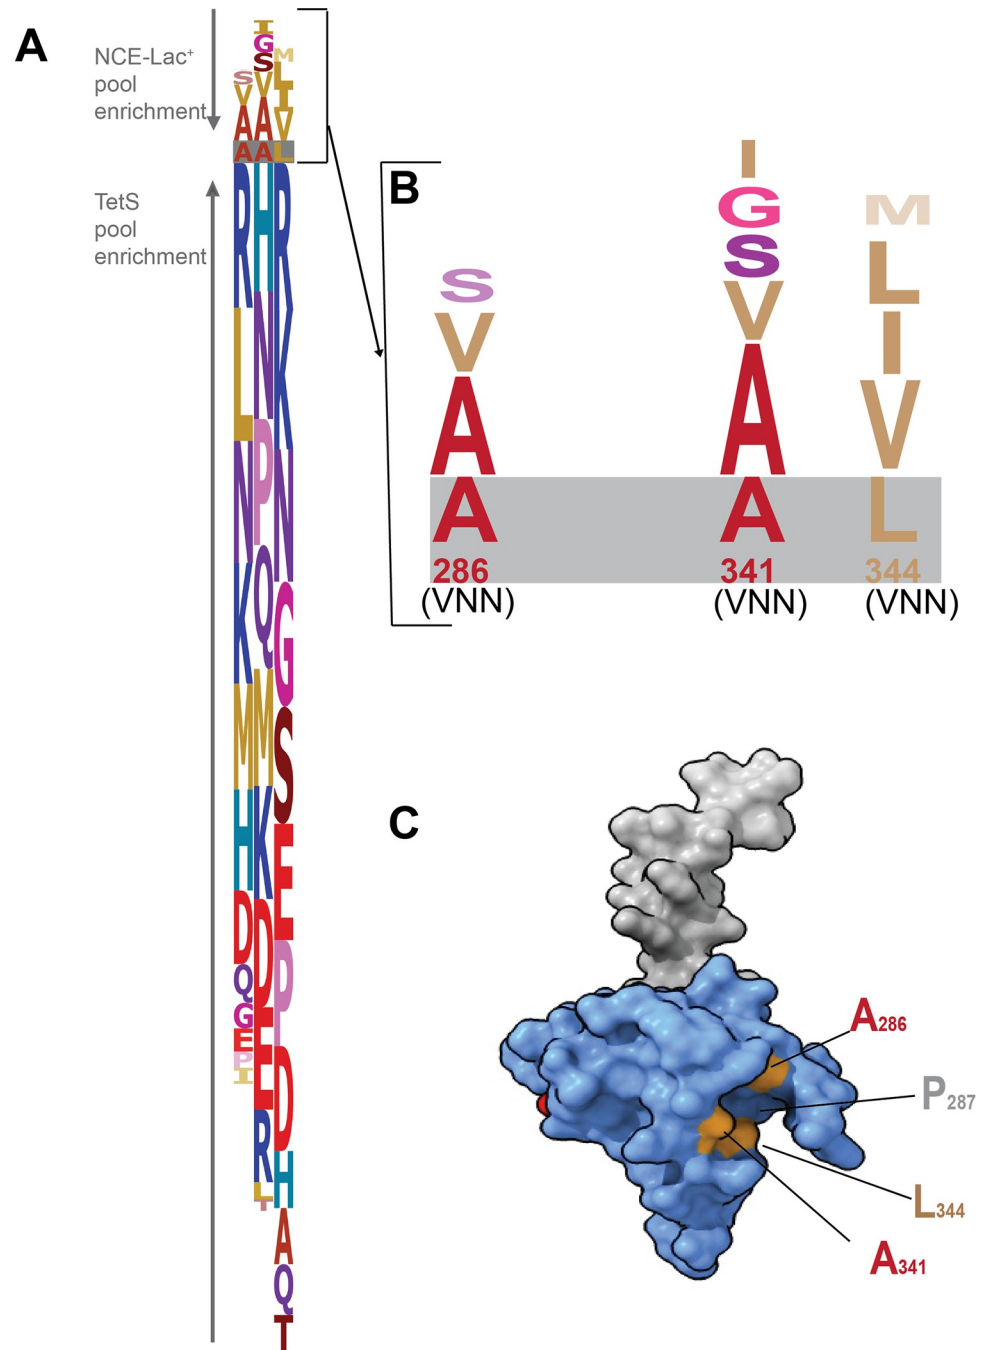 A
NCE-Lac⁺
pool
enrichment
TetS
pool
enrichment
S
V
A
A
R
L
N
K
M
H
D
Q
G
E
P
I
I
G
S
V
A
A
H
N
P
Q
M
K
D
E
R
L
T
M
L
I
V
L
R
K
N
G
S
E
P
D
H
A
Q
T
B
S
V
A
A
286
(VNN)
I
G
S
V
A
A
341
(VNN)
M
L
I
V
L
344
(VNN)
C
A286
P287
L344
A341